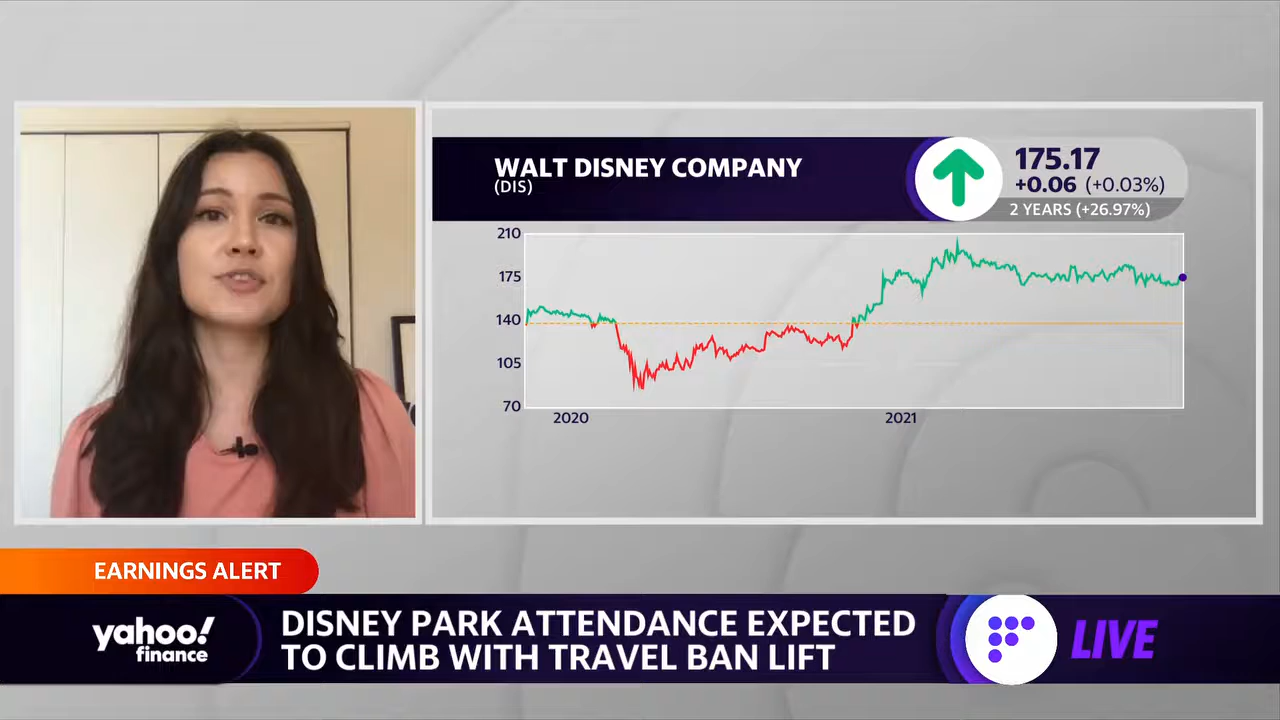 WALT DISNEY COMPANY
(DIS)
175.17
+0.06 (+0.03%)
2 YEARS (+26.97%)
210
175
140
105
70
2020
2021
EARNINGS ALERT
yahoo!
finance
DISNEY PARK ATTENDANCE EXPECTED
TO CLIMB WITH TRAVEL BAN LIFT
LIVE